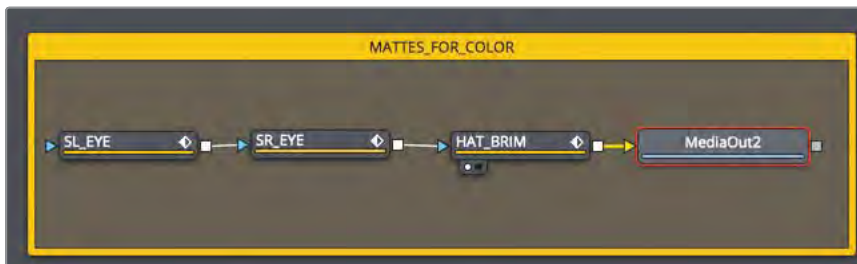 MATTES_FOR_COLOR
SL_EYE
SR_EYE
HAT_BRIM
MediaOut2